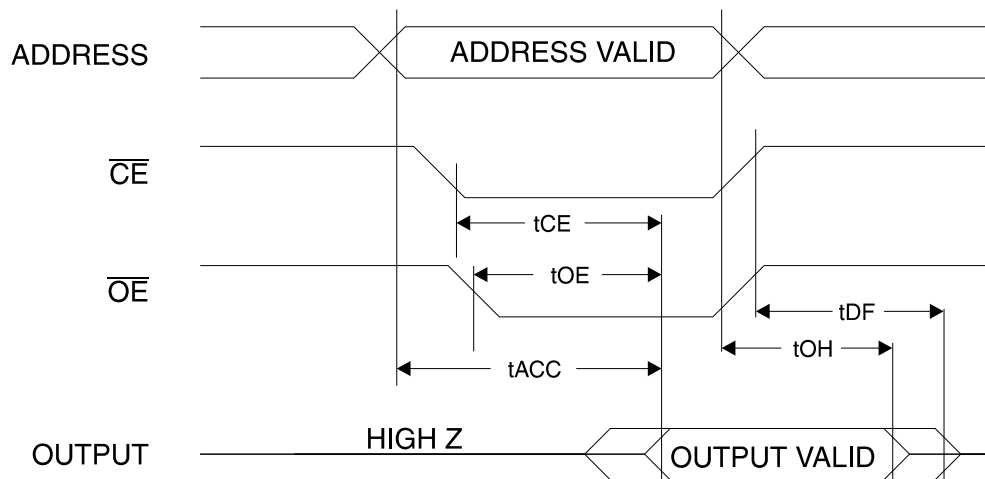 ADDRESS
ADDRESS VALID
CE
tCE
OE
tOE
tDF
tOH
tACC
HIGH Z
OUTPUT
OUTPUT VALID